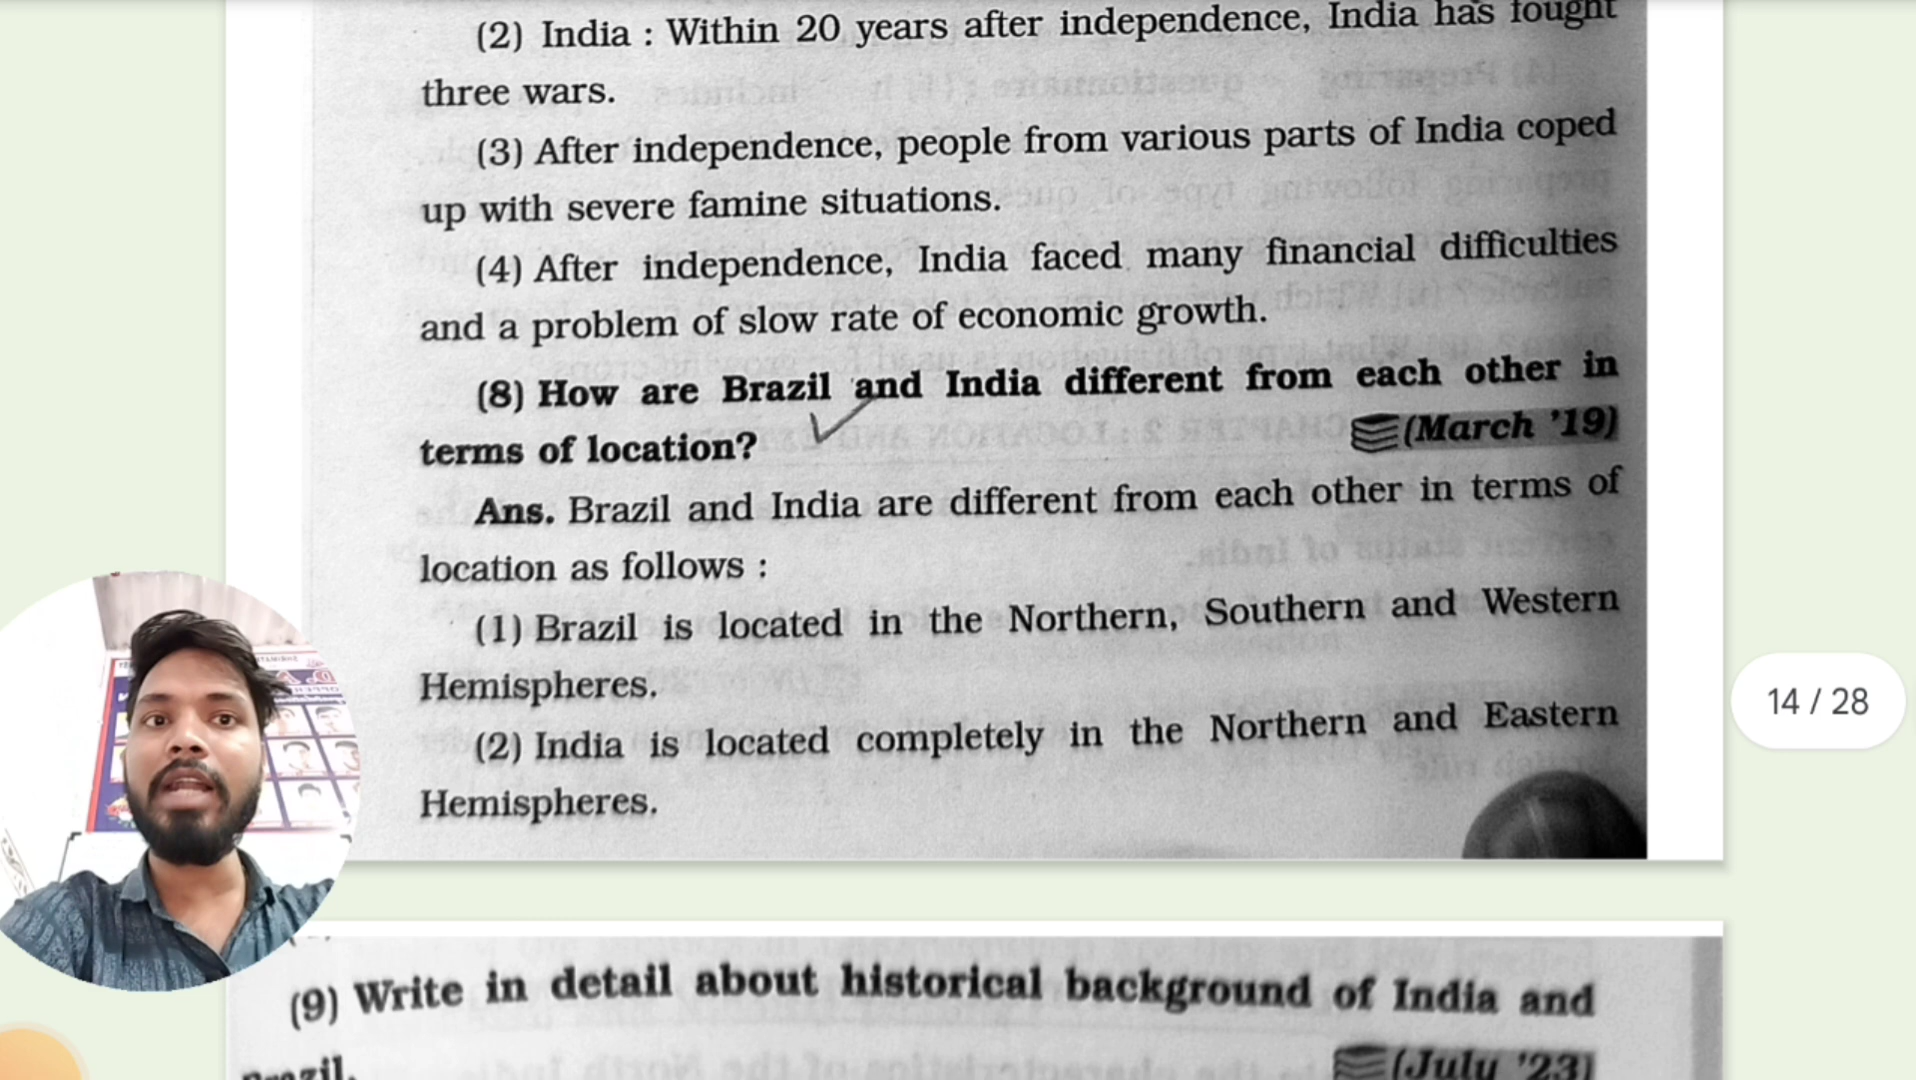 (2) India : Within 20 years after independence, India has fought
three wars.
(3) After independence, people from various parts of India coped
up with severe famine situations.
(4) After independence, India faced many financial difficulties
and a problem of slow rate of economic growth.
(8) How are Brazil and India different from each other in
terms of location?
(March ’19)
Ans. Brazil and India are different from each other in terms of
location as follows :
(1) Brazil is located in the Northern, Southern and Western
Hemispheres.
(2) India is located completely in the Northern and Eastern
Hemispheres.
14 / 28
(9) Write in detail about historical background of India and
Brazil.
(July ’23)